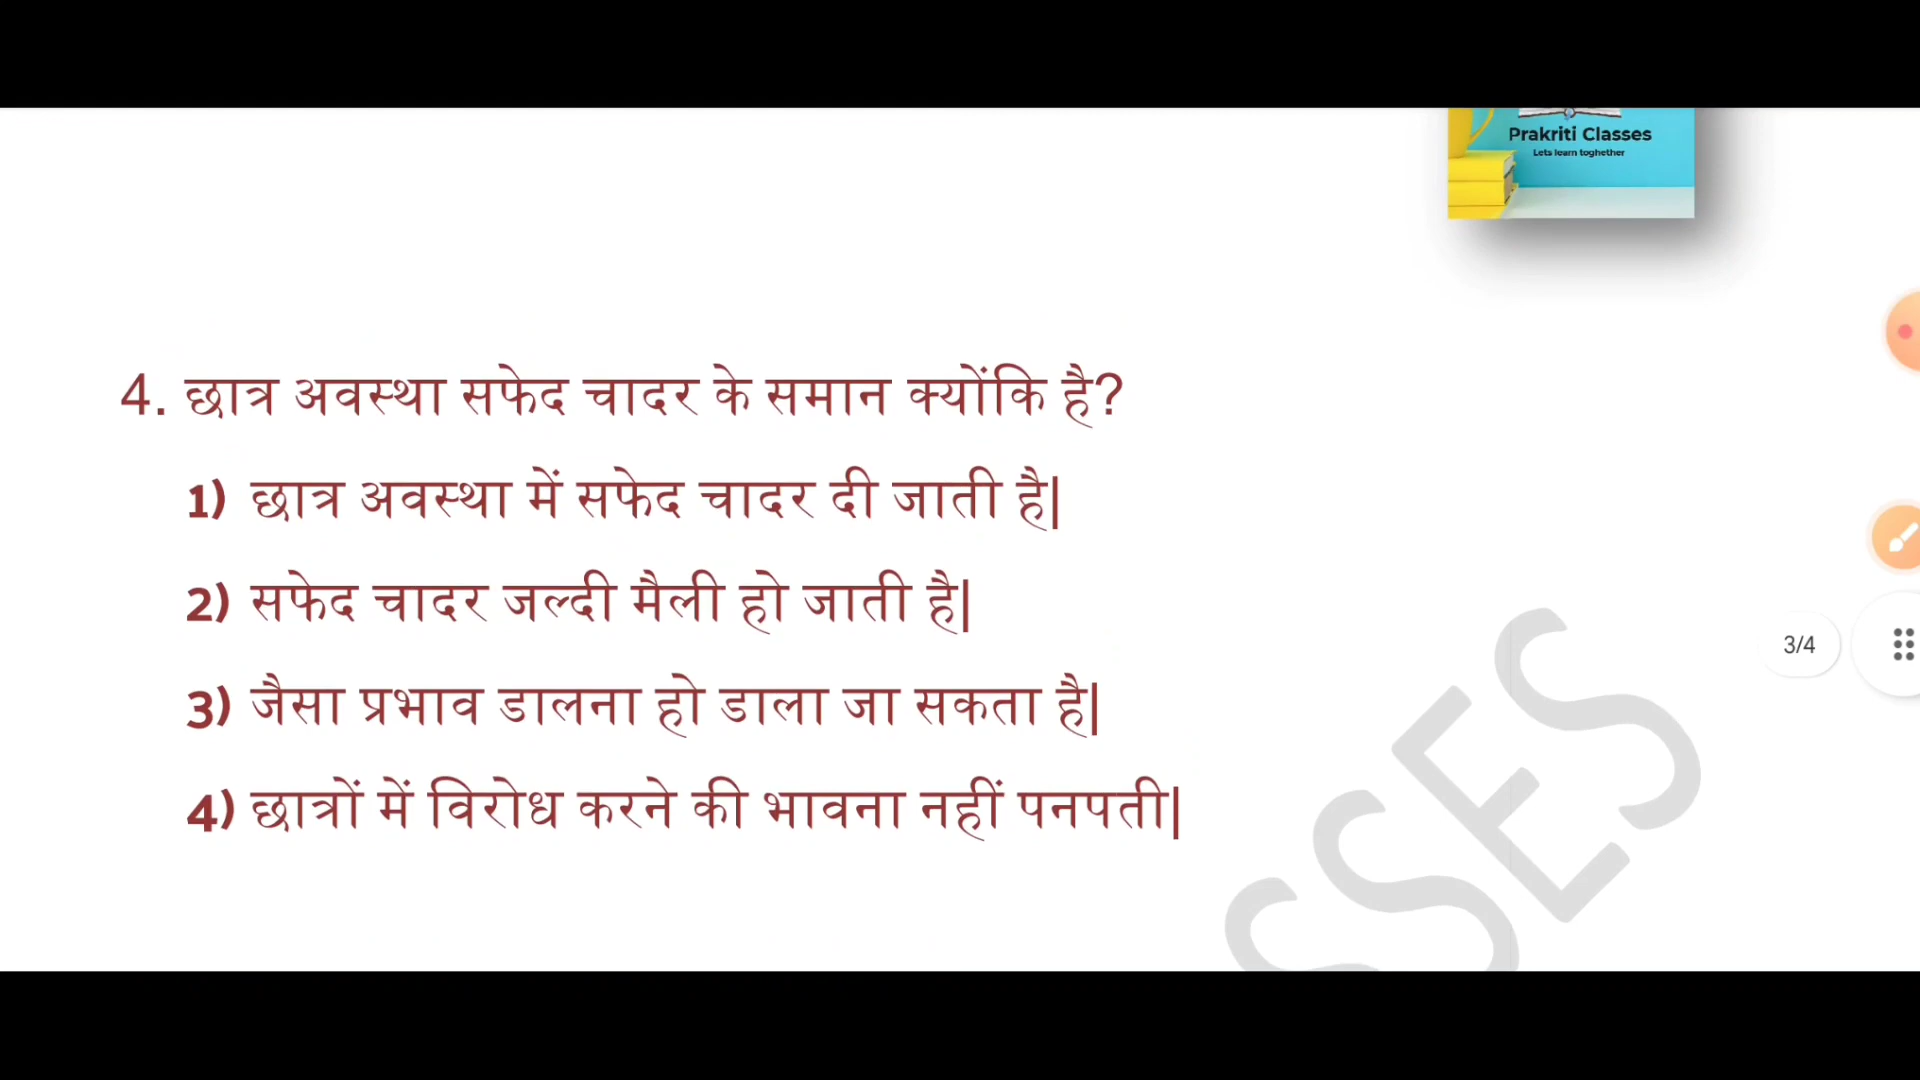 Prakriti Classes
Lets learn toghether
4. छात्र अवस्था सफेद चादर के समान क्योंकि है?
1) छात्र अवस्था में सफेद चादर दी जाती है|
2) सफेद चादर जल्दी मैली हो जाती है|
3) जैसा प्रभाव डालना हो डाला जा सकता है|
3/4
4) छात्रों में विरोध करने की भावना नहीं पनपती|
SSES